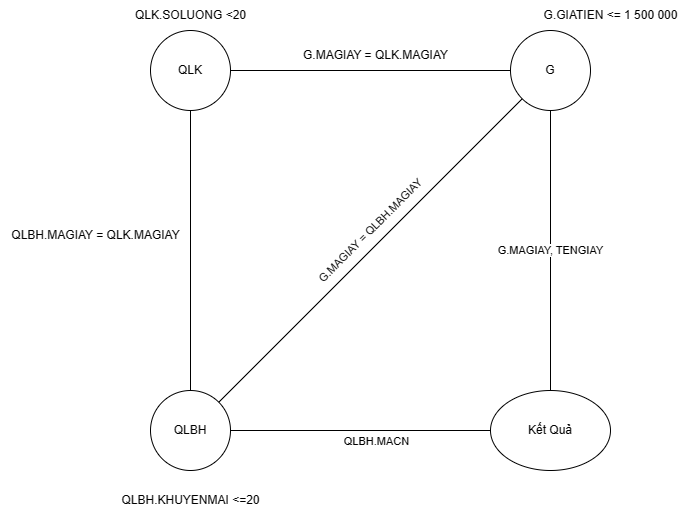 QLK.SOLUONG <20
G.GIATIEN <= 1 500 000
G.MAGIAY = QLK.MAGIAY
QLK
G
G.MAGIAY = QLBH.MAGIAY
QLBH.MAGIAY = QLK.MAGIAY
G.MAGIAY, TENGIAY
QLBH
Kết Quả
QLBH.MACN
QLBH.KHUYENMAI <=20